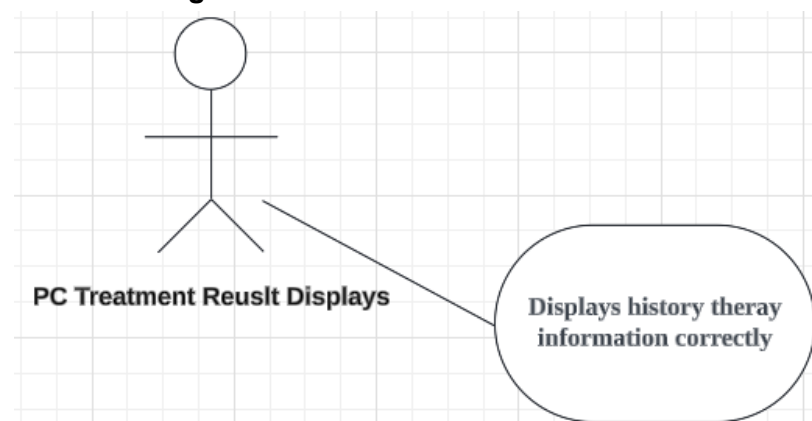 PC Treatment Reuslt Displays
Displays history theray
information correctly